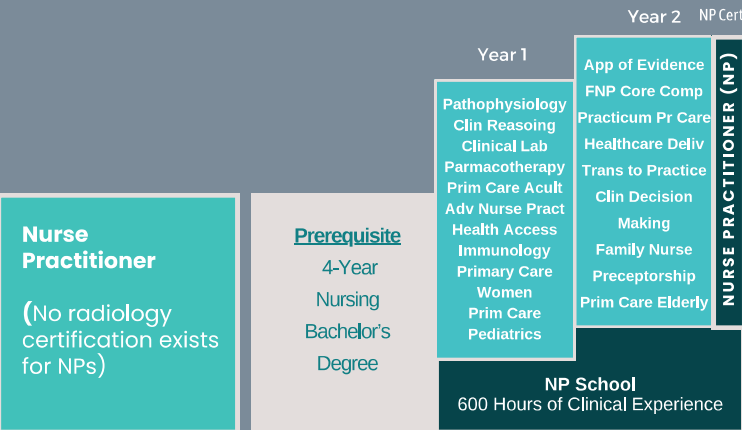 Year 2 NP Cert
Year 1
Nurse
Practitioner
(No radiology
certification exists
for NPs)
Prerequisite
4-Year
Nursing
Bachelor's
Degree
Pathophysiology
Clin Reasoing
Clinical Lab
Parmacotherapy
Prim Care Acult
Adv Nurse Pract
Health Access
Immunology
Primary Care
Women
Prim Care
Pediatrics
App of Evidence
FNP Core Comp
Practicum Pr Care
Healthcare Deliv
Trans to Practice
Clin Decision
Making
Family Nurse
Preceptorship
Prim Care Elderly
NURSE PRACTITIONER (NP)
NP School
600 Hours of Clinical Experience